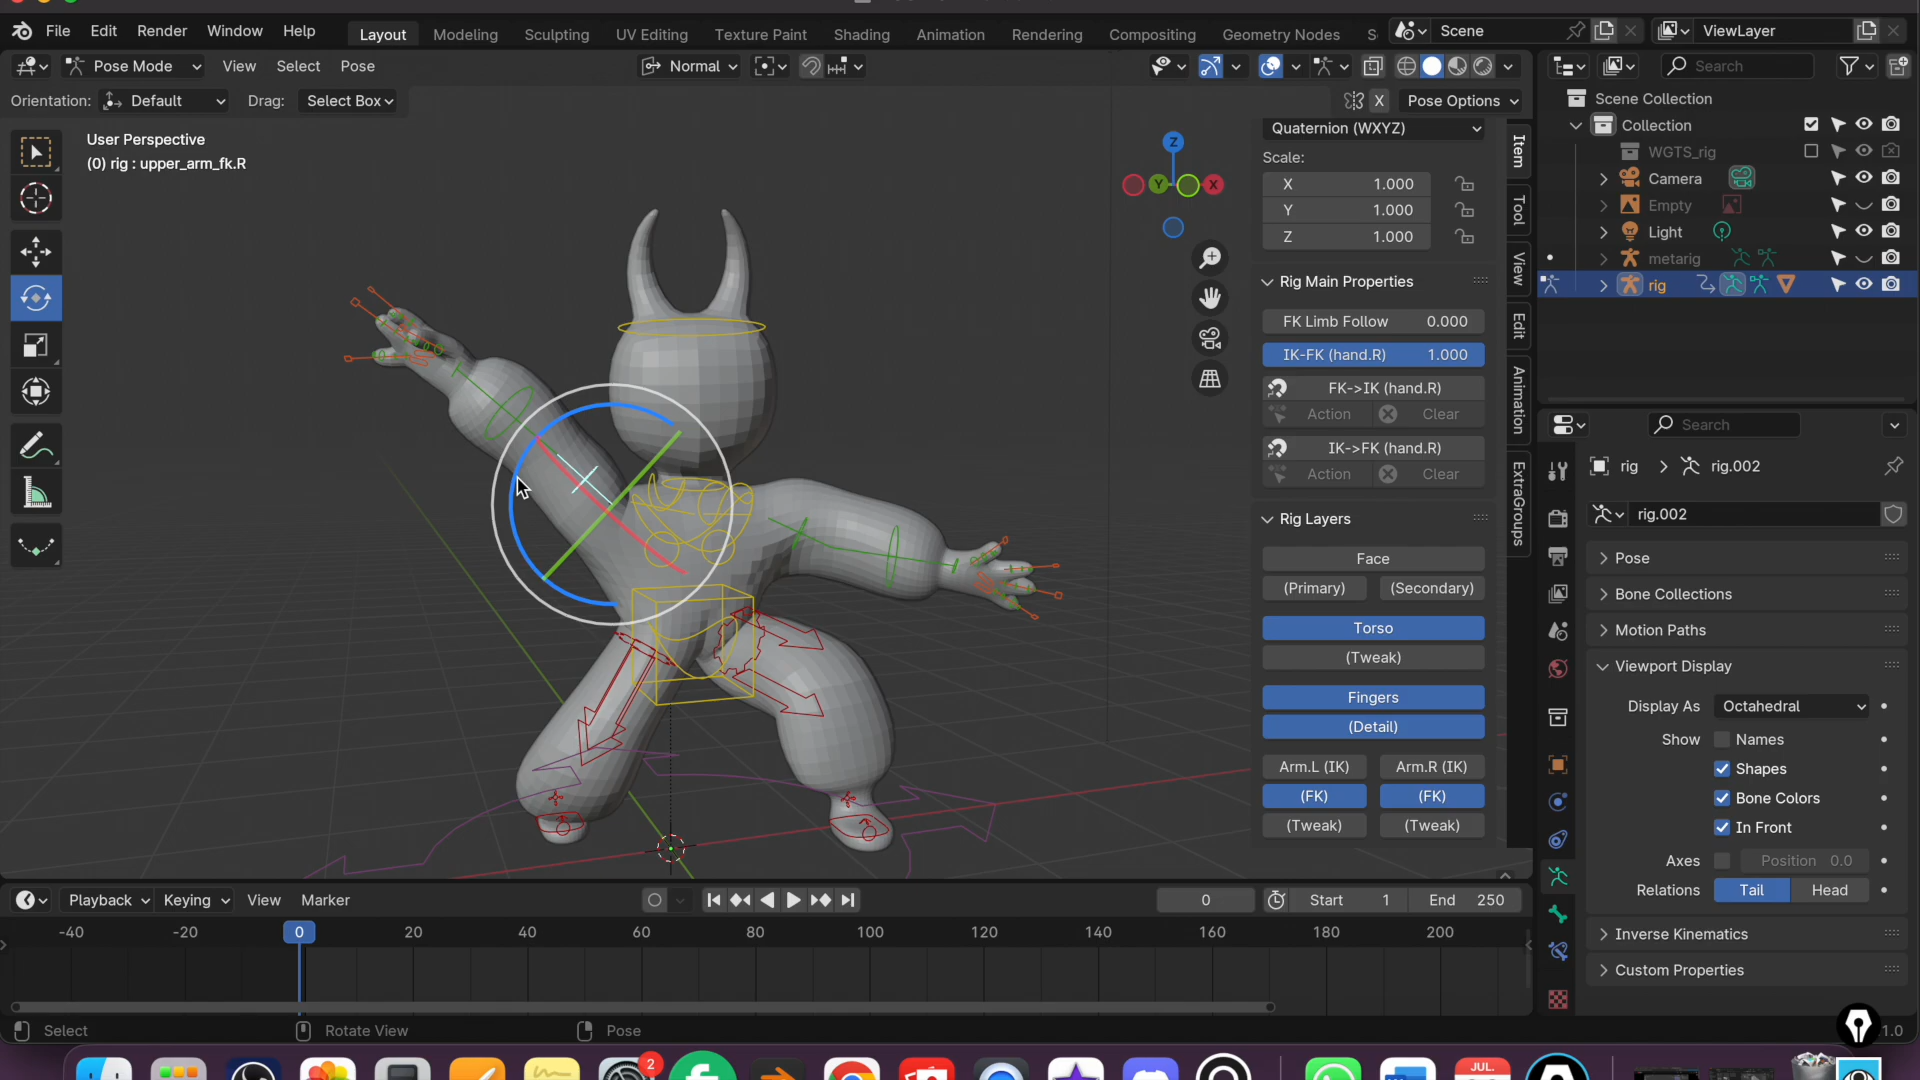 File Edit Render Window Help Layout Modeling Sculpting UV Editing Texture Paint Shading Animation Rendering Compositing Geometry Nodes S Scene ViewLayer
Pose Mode View Select Pose Normal Search
Orientation: Default Drag: Select Box X Pose Options
User Perspective
(0) rig : upper_arm_fk.R
Z
Y
X
Quaternion (WXYZ)
Scale:
X 1.000
Y 1.000
Z 1.000
Rig Main Properties
FK Limb Follow 0.000
IK-FK (hand.R) 1.000
FK->IK (hand.R)
Action Clear
IK->FK (hand.R)
Action Clear
Rig Layers
Face
(Primary) (Secondary)
Torso
(Tweak)
Fingers
(Detail)
Arm.L (IK) Arm.R (IK)
(FK) (FK)
(Tweak) (Tweak)
Item
Tool
View
Edit
Animation
ExtraGroups
Scene Collection
Collection
WGTS_rig
Camera
Empty
Light
metarig
rig
Search
rig rig.002
rig.002
Pose
Bone Collections
Motion Paths
Viewport Display
Display As Octahedral
Show Names
Shapes
Bone Colors
In Front
Axes Position 0.0
Relations Tail Head
Inverse Kinematics
Custom Properties
Playback Keying View Marker 0 Start 1 End 250
-40 -20 0 20 40 60 80 100 120 140 160 180 200
Select Rotate View Pose 1.0
2
JUL.